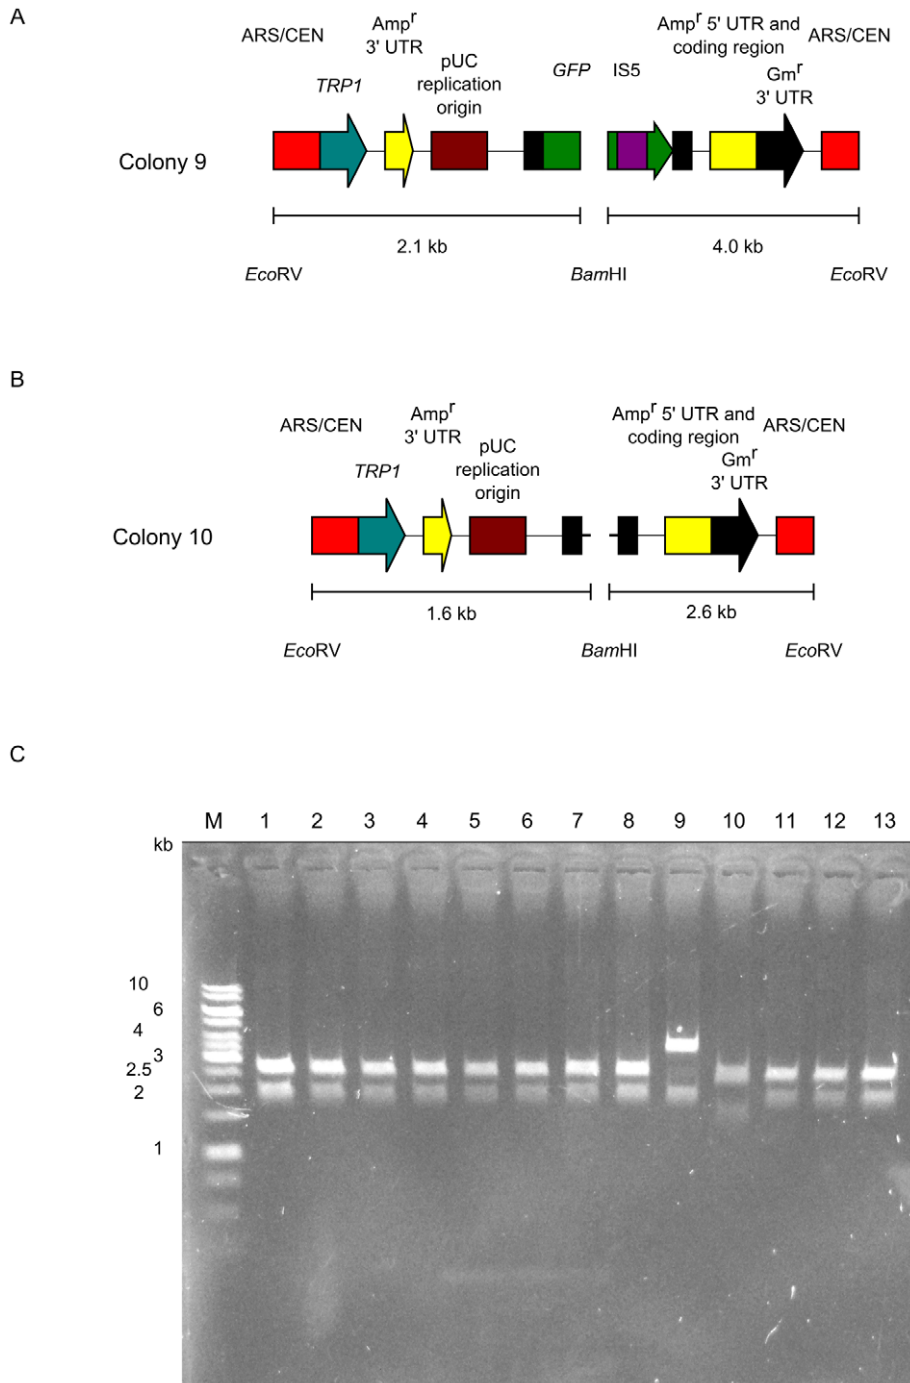 A
ARS/CEN
Ampʳ
3' UTR
TRP1
pUC
replication
origin
GFP
IS5
Ampʳ 5' UTR and
coding region
ARS/CEN
Gmʳ
3' UTR
Colony 9
2.1 kb
4.0 kb
EcoRV
BamHI
EcoRV
B
ARS/CEN
Ampʳ
3' UTR
TRP1
pUC
replication
origin
Ampʳ 5' UTR and
coding region
ARS/CEN
Gmʳ
3' UTR
Colony 10
1.6 kb
2.6 kb
EcoRV
BamHI
EcoRV
C
M 1 2 3 4 5 6 7 8 9 10 11 12 13
kb
10
6
4
3
2.5
2
1